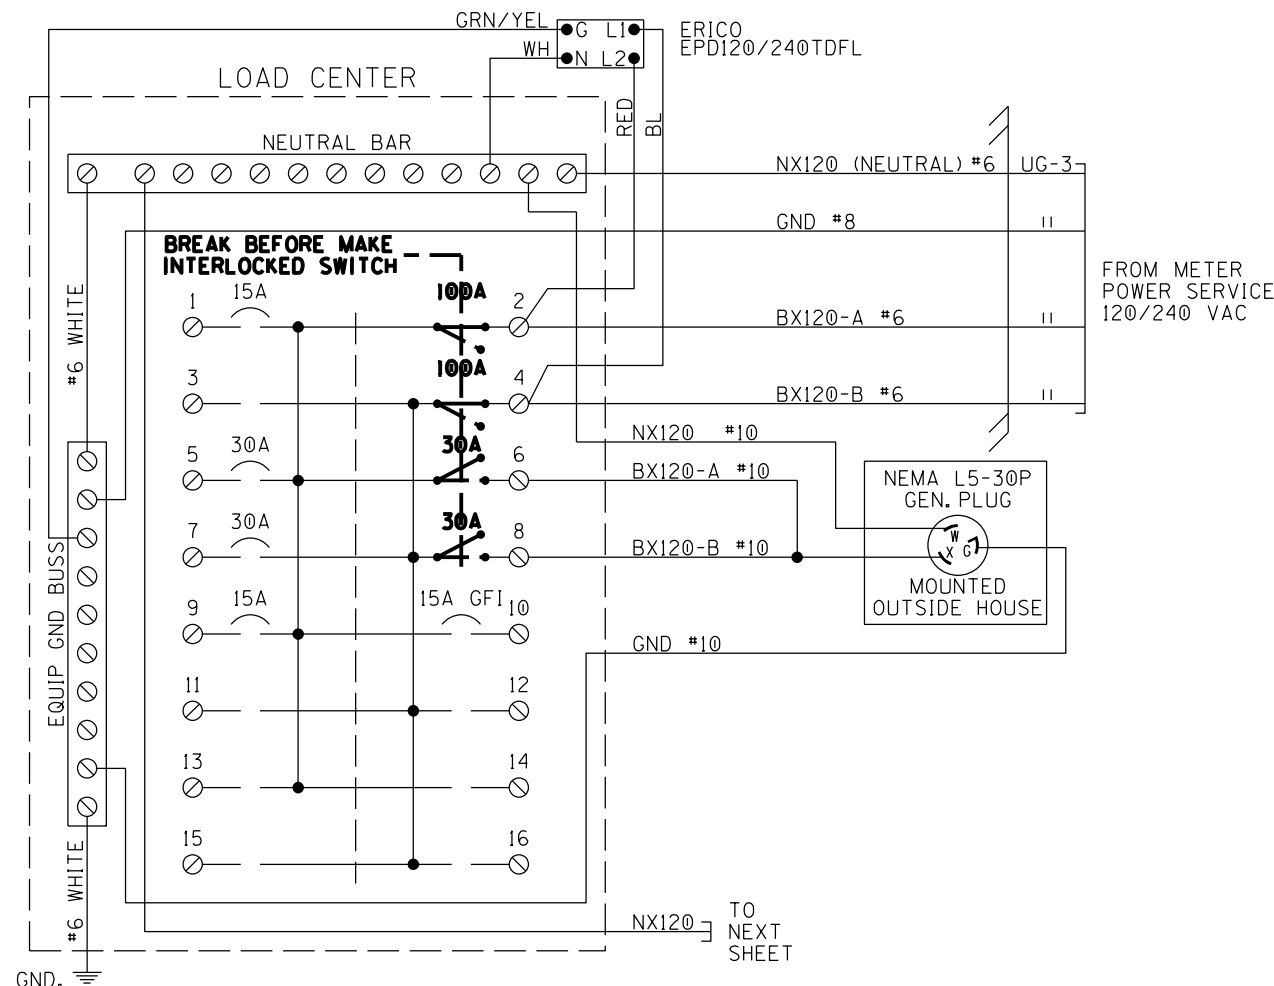 GRN/YEL
G L1
ERICO
WH
N L2
EPD120/240TDFL
LOAD CENTER
RED
BL
NEUTRAL BAR
NX120 (NEUTRAL) #6 UG-3
GND #8 "
BREAK BEFORE MAKE
INTERLOCKED SWITCH
FROM METER
POWER SERVICE
120/240 VAC
#6 WHITE
1 15A 100A 2
BX120-A #6 "
3 100A 4
BX120-B #6 "
NX120 #10
5 30A 30A 6
BX120-A #10
NEMA L5-30P
GEN. PLUG
7 30A 30A 8
BX120-B #10
W
X G
MOUNTED
OUTSIDE HOUSE
EQUIP GND BUSS
9 15A 15A GFI 10
GND #10
11 12
13 14
15 16
#6 WHITE
NX120
TO
NEXT
SHEET
GND.